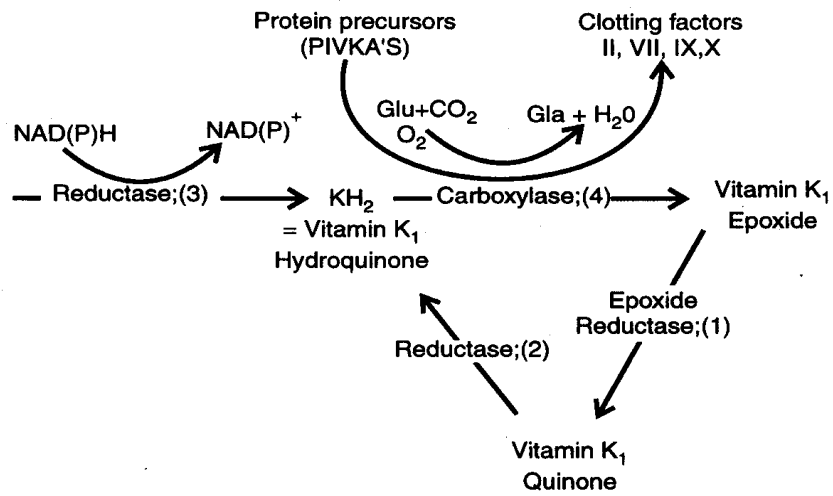 Protein precursors
(PIVKA'S)
Clotting factors
II, VII, IX,X
Glu+CO₂
O₂
Gla + H₂0
NAD(P)H
NAD(P)⁺
Reductase;(3)
KH₂
= Vitamin K₁
Hydroquinone
Carboxylase;(4)
Vitamin K₁
Epoxide
Epoxide
Reductase;(1)
Reductase;(2)
Vitamin K₁
Quinone